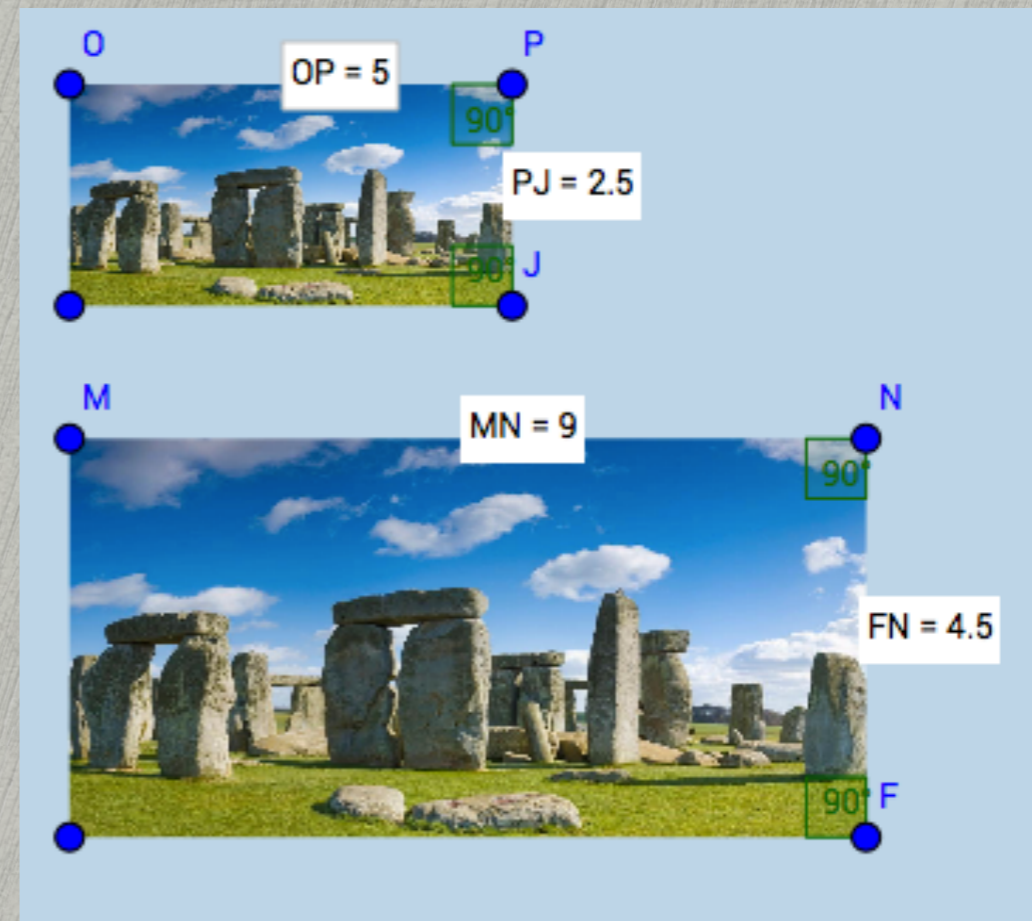 O
P
OP = 5
90°
PJ = 2.5
90°
J
M
N
MN = 9
90°
FN = 4.5
90°
F